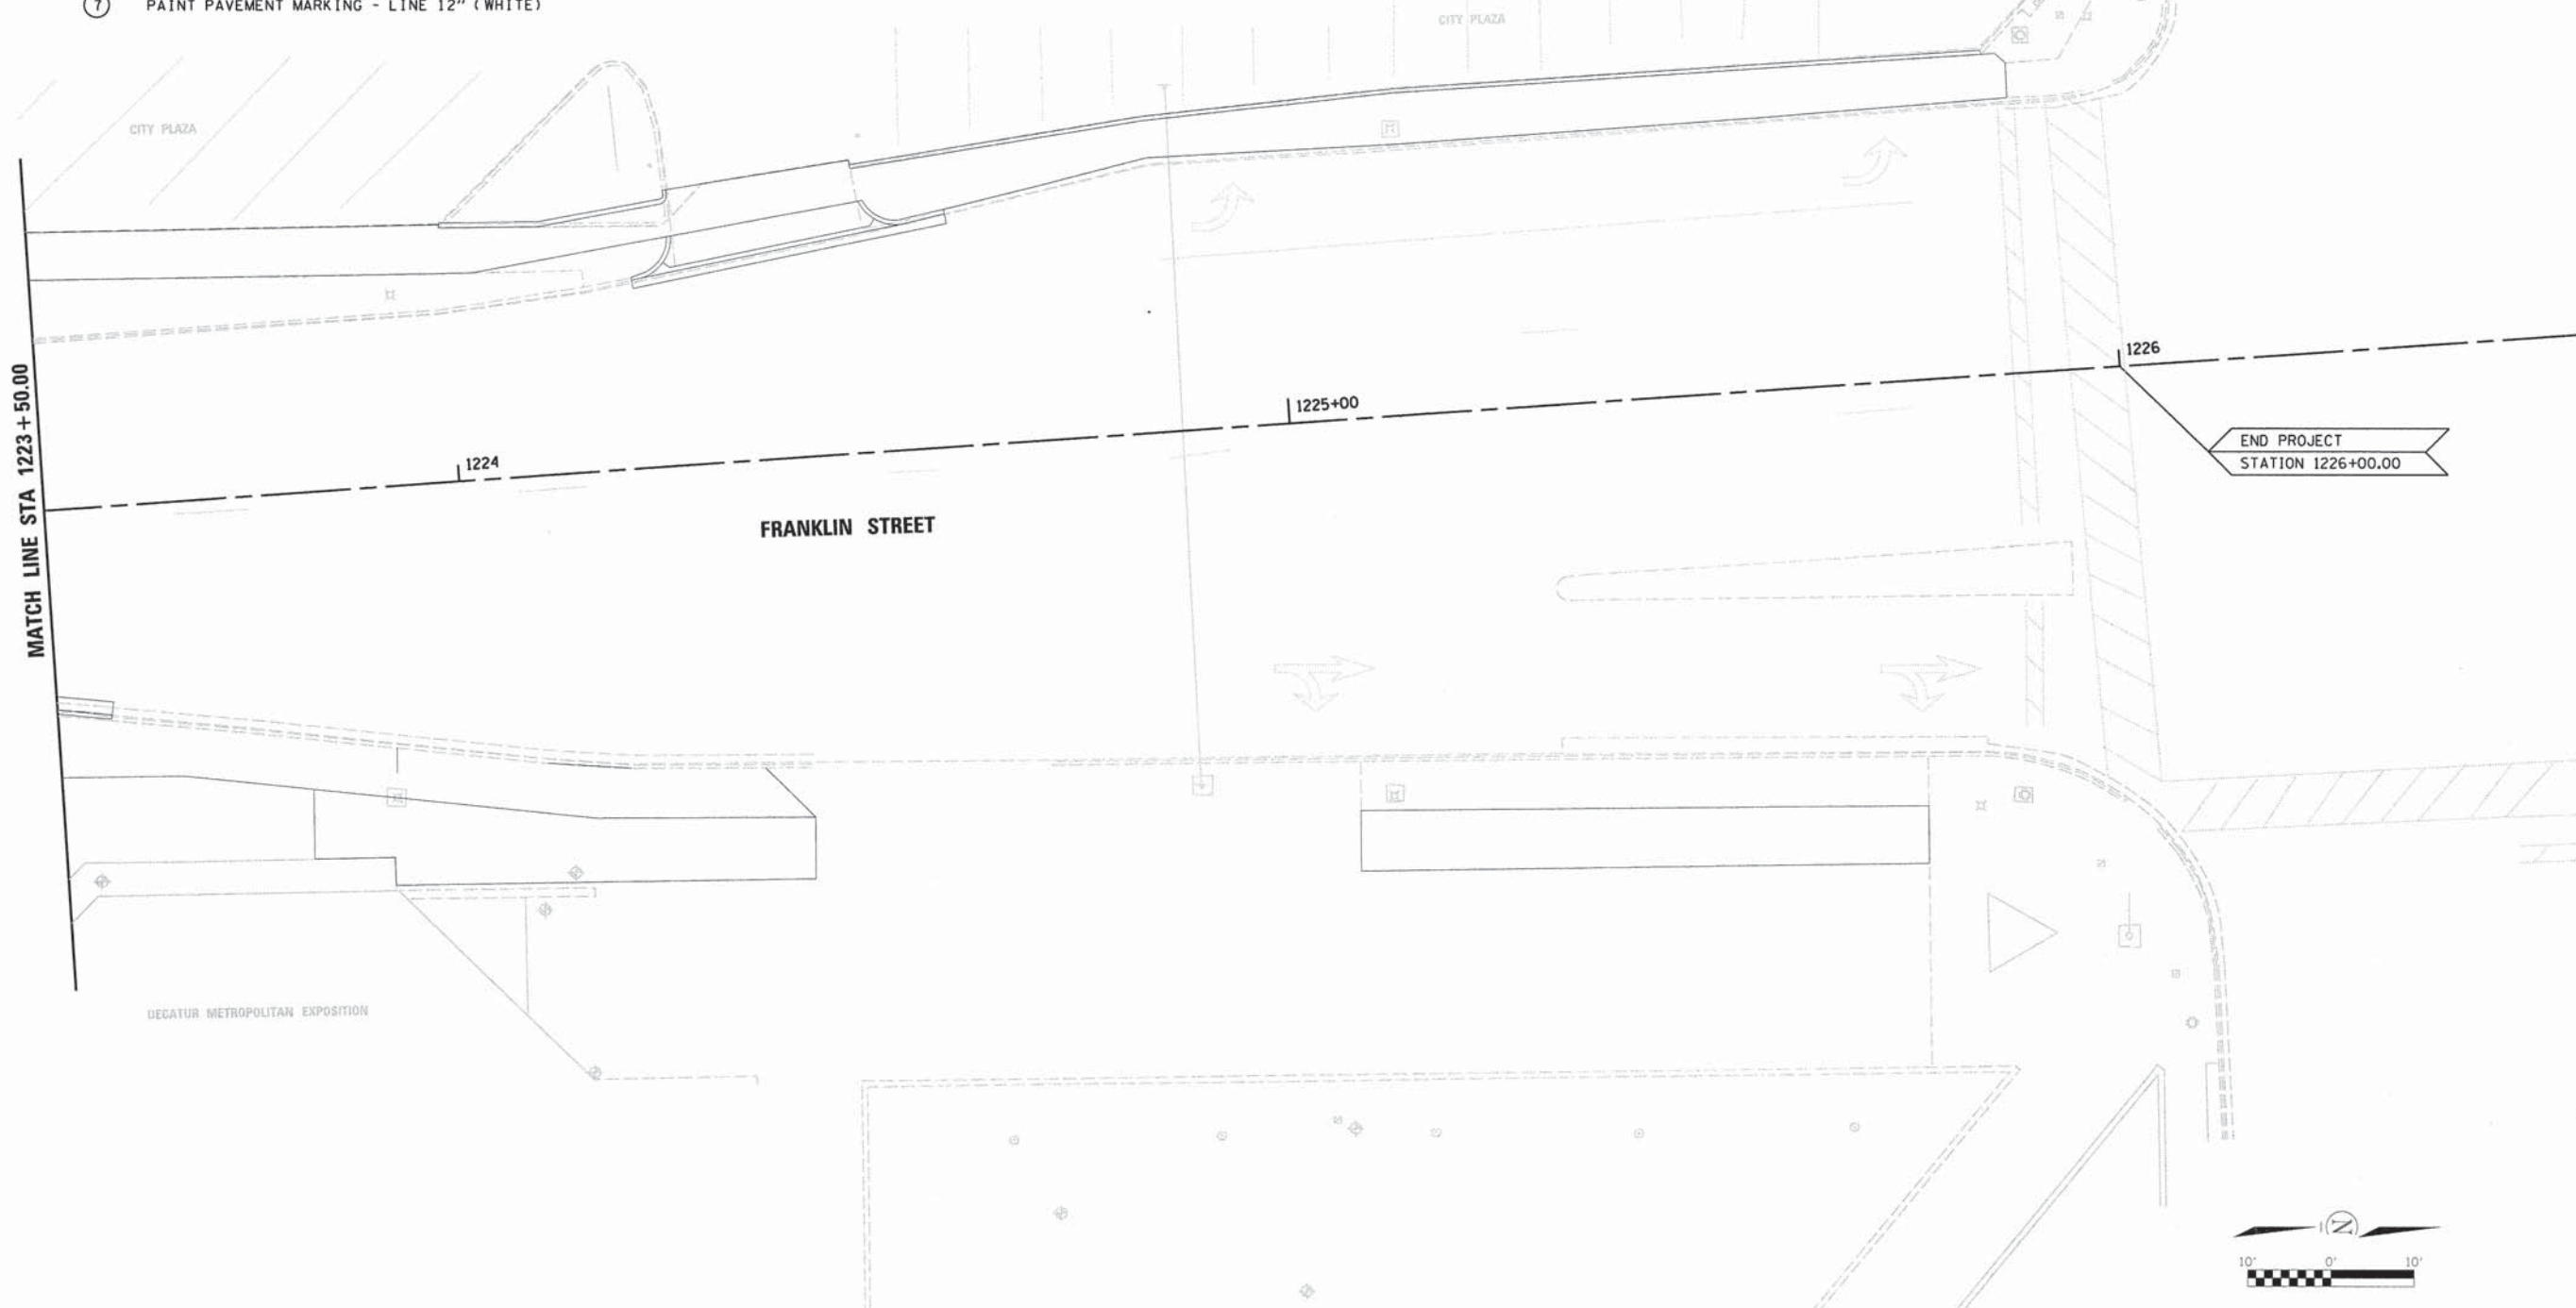 7 PAINT PAVEMENT MARKING - LINE 12" (WHITE)
CITY PLAZA
CITY PLAZA
MATCH LINE STA 1223+50.00
1224
1225+00
1226
END PROJECT
STATION 1226+00.00
FRANKLIN STREET
DECATUR METROPOLITAN EXPOSITION
N
10' 0' 10'